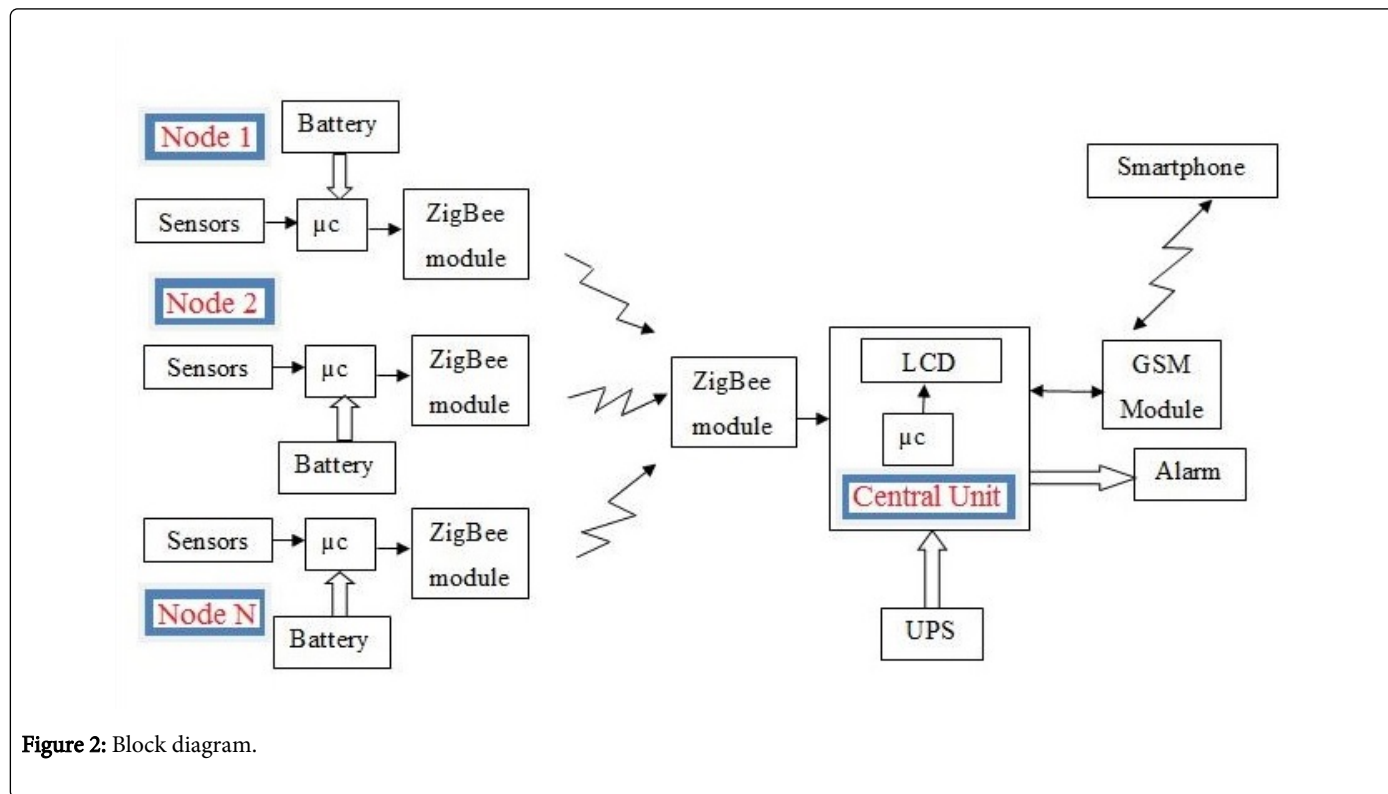 Node 1
Battery
Sensors
µc
ZigBee
module
Node 2
Sensors
µc
ZigBee
module
Battery
Sensors
µc
ZigBee
module
Node N
Battery
ZigBee
module
LCD
µc
Central Unit
UPS
Smartphone
GSM
Module
Alarm
Figure 2: Block diagram.